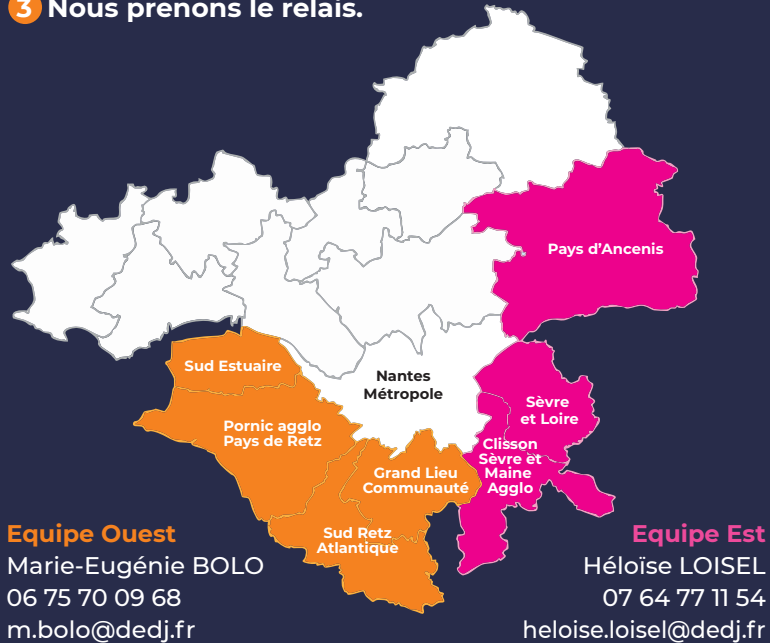 3 Nous prenons le relais.
Pays d'Ancenis
Sud Estuaire
Nantes
Métropole
Sèvre
et Loire
Pornic agglo
Pays de Retz
Clisson
Sèvre et
Maine
Agglo
Grand Lieu
Communauté
Sud Retz
Atlantique
Equipe Ouest
Marie-Eugénie BOLO
06 75 70 09 68
m.bolo@dedj.fr
Equipe Est
Héloïse LOISEL
07 64 77 11 54
heloise.loisel@dedj.fr